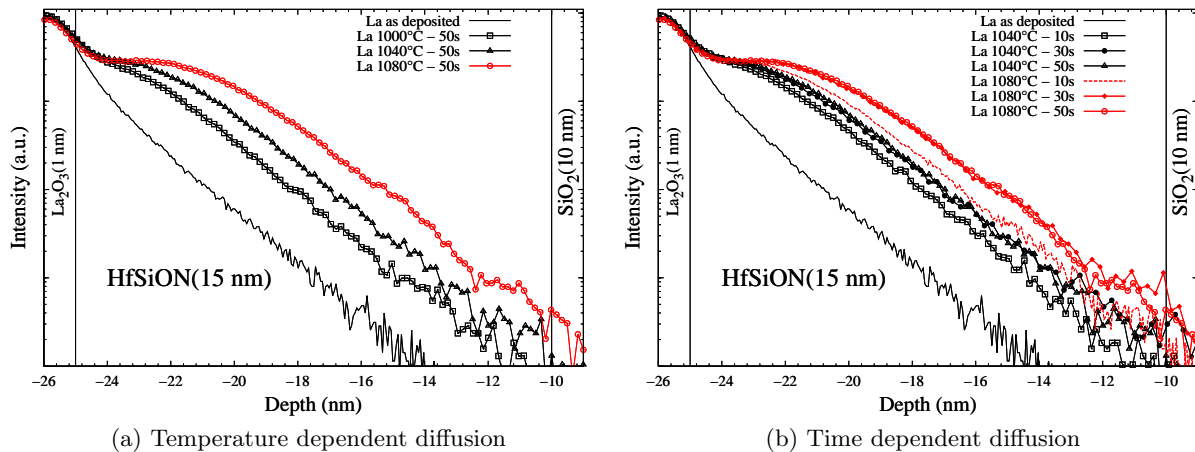 La as deposited
La 1000°C – 50s
La 1040°C – 50s
La 1080°C – 50s
Intensity (a.u.)
La₂O₃(1 nm)
HfSiON(15 nm)
SiO₂(10 nm)
−26 −24 −22 −20 −18 −16 −14 −12 −10
Depth (nm)
(a) Temperature dependent diffusion
La as deposited
La 1040°C – 10s
La 1040°C – 30s
La 1040°C – 50s
La 1080°C – 10s
La 1080°C – 30s
La 1080°C – 50s
Intensity (a.u.)
La₂O₃(1 nm)
HfSiON(15 nm)
SiO₂(10 nm)
−26 −24 −22 −20 −18 −16 −14 −12 −10
Depth (nm)
(b) Time dependent diffusion